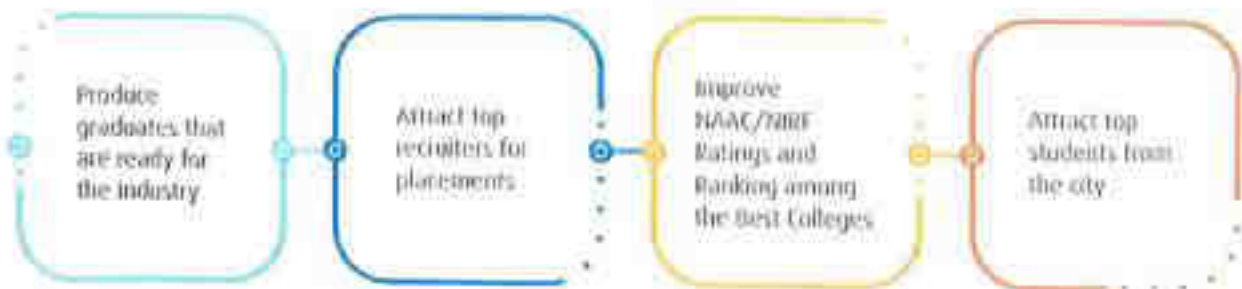 Produce
graduates that
are ready for
the industry
Attract top
recruiters for
placements
Improve
NAAC/NIRF
Ratings and
Ranking among
the Best Colleges
Attract top
students from
the city